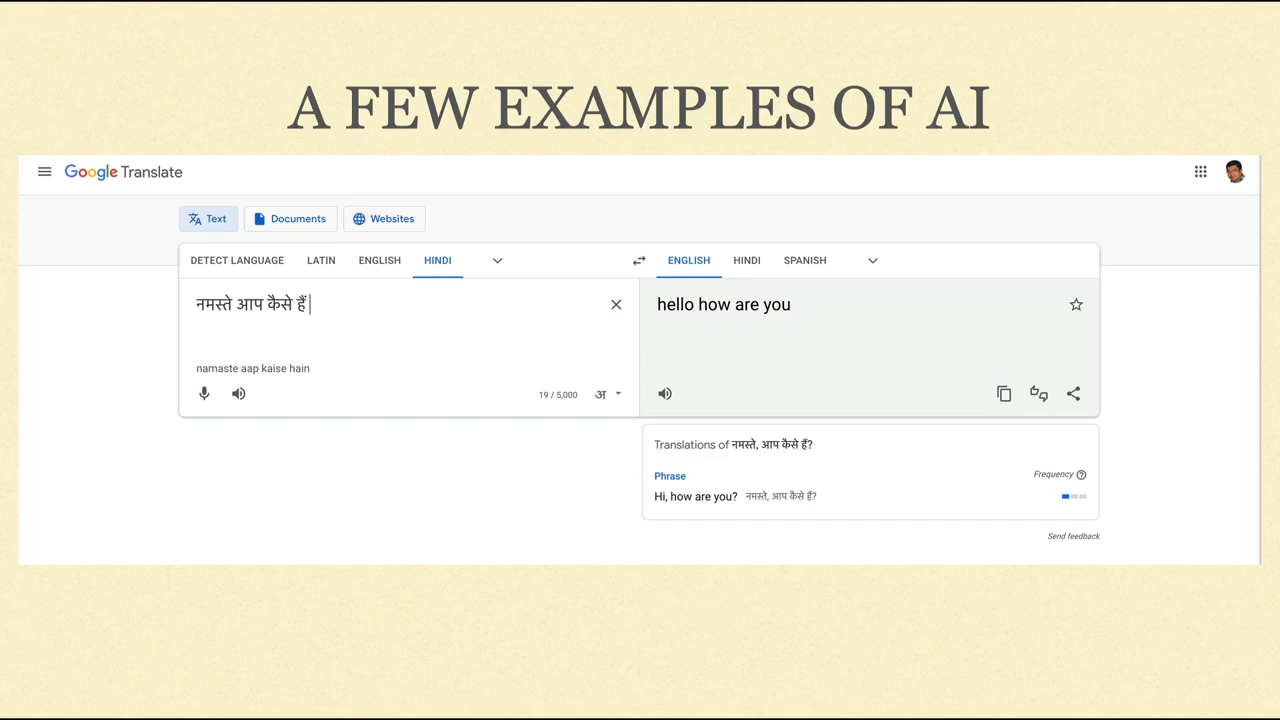 A FEW EXAMPLES OF AI
Google Translate
Text Documents Websites
DETECT LANGUAGE LATIN ENGLISH HINDI ENGLISH HINDI SPANISH
नमस्ते आप कैसे हैं
hello how are you
namaste aap kaise hain
19 / 5,000 अ
Translations of नमस्ते, आप कैसे हैं?
Phrase Frequency
Hi, how are you? नमस्ते, आप कैसे हैं?
Send feedback